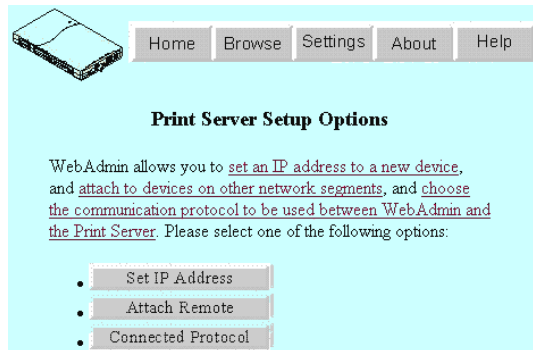 Home Browse Settings About Help
Print Server Setup Options
WebAdmin allows you to set an IP address to a new device,
and attach to devices on other network segments, and choose
the communication protocol to be used between WebAdmin and
the Print Server. Please select one of the following options:
Set IP Address
Attach Remote
Connected Protocol